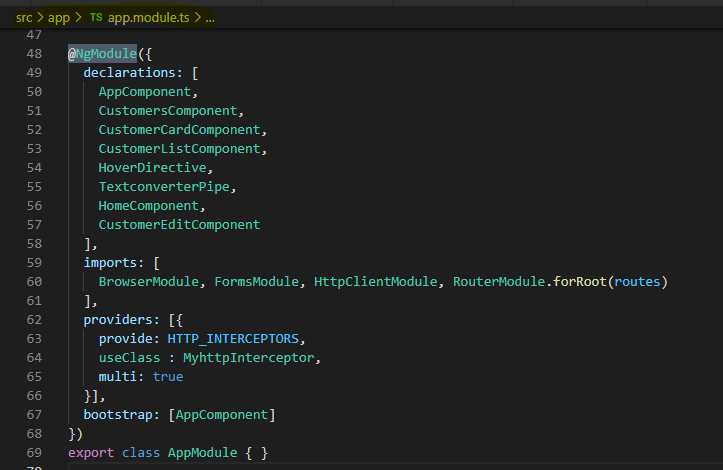 src > app > TS app.module.ts > ...
47
48 @NgModule({
49 declarations: [
50 AppComponent,
51 CustomersComponent,
52 CustomerCardComponent,
53 CustomerListComponent,
54 HoverDirective,
55 TextconverterPipe,
56 HomeComponent,
57 CustomerEditComponent
58 ],
59 imports: [
60 BrowserModule, FormsModule, HttpClientModule, RouterModule.forRoot(routes)
61 ],
62 providers: [{
63 provide: HTTP_INTERCEPTORS,
64 useClass : MyhttpInterceptor,
65 multi: true
66 }],
67 bootstrap: [AppComponent]
68 })
69 export class AppModule { }
70